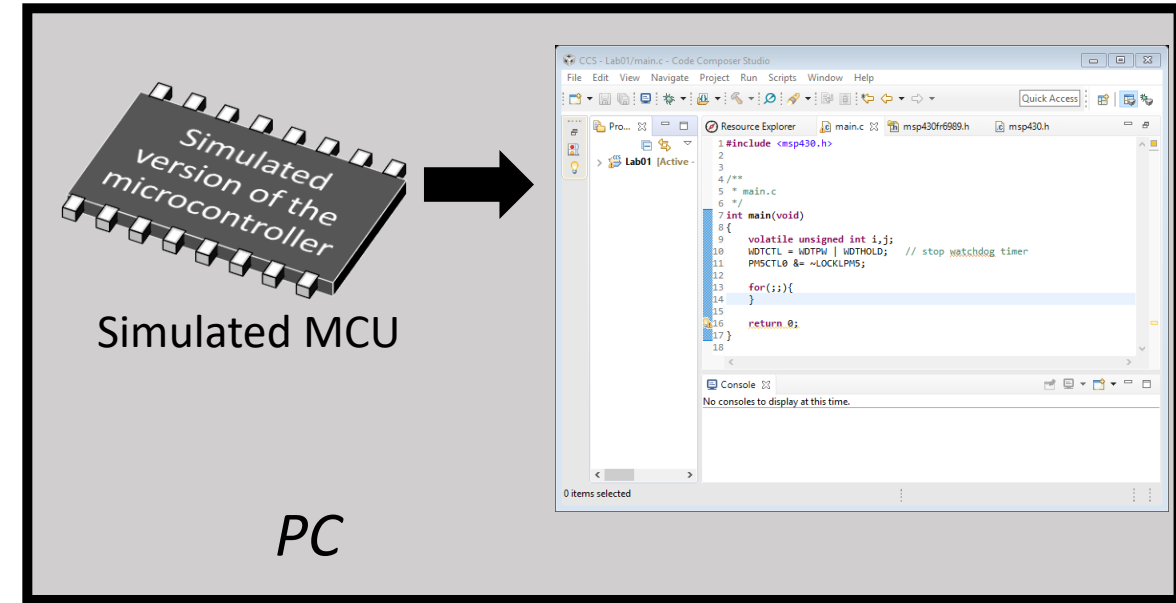 Simulated
version of the
microcontroller
Simulated MCU
PC
CCS - Lab01/main.c - Code Composer Studio
File Edit View Navigate Project Run Scripts Window Help
Quick Access
Pro...
Lab01 [Active -
Resource Explorer main.c msp430fr6989.h msp430.h
1 #include <msp430.h>
2
3
4 /**
5 * main.c
6 */
7 int main(void)
8 {
9 volatile unsigned int i,j;
10 WDTCTL = WDTPW | WDTHOLD; // stop watchdog timer
11 PM5CTL0 &= ~LOCKLPM5;
12
13 for(;;){
14 }
15
16 return 0;
17 }
18
Console
No consoles to display at this time.
0 items selected